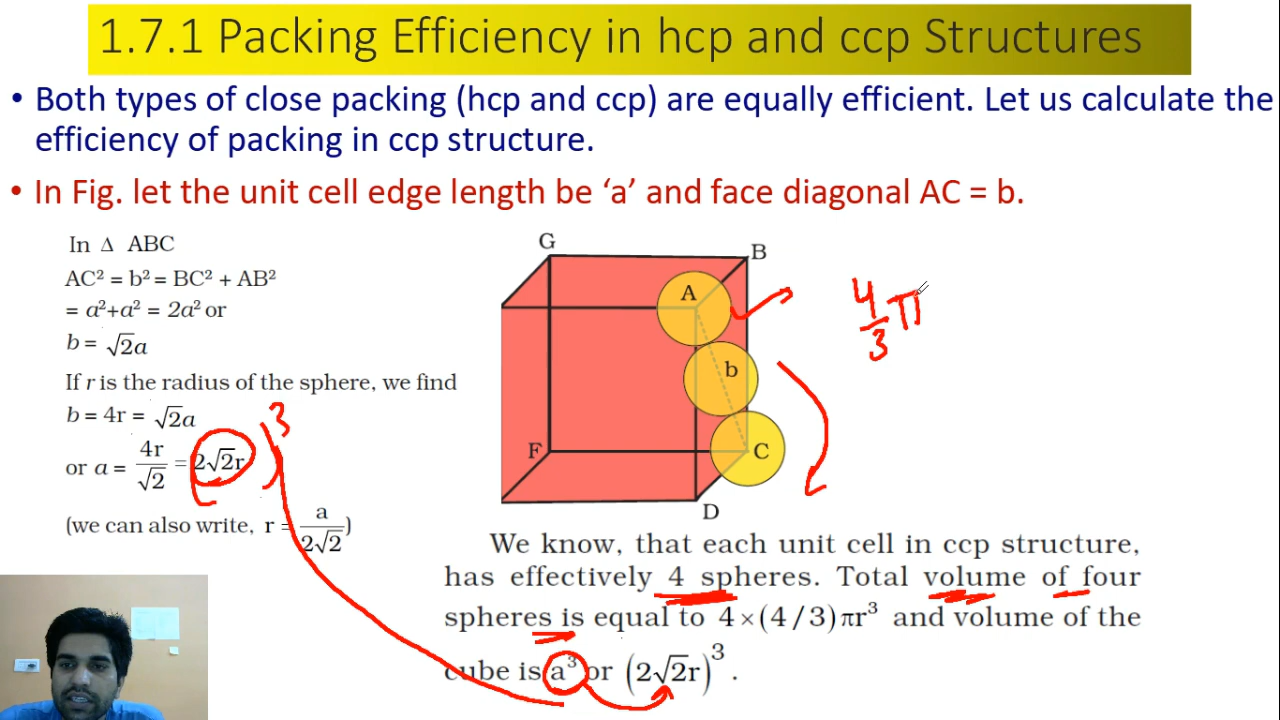 1.7.1 Packing Efficiency in hcp and ccp Structures
• Both types of close packing (hcp and ccp) are equally efficient. Let us calculate the
efficiency of packing in ccp structure.
• In Fig. let the unit cell edge length be ‘a’ and face diagonal AC = b.
In Δ ABC
AC² = b² = BC² + AB²
= a²+a² = 2a² or
b = √2a
If r is the radius of the sphere, we find
b = 4r = √2a
or a = 4r/√2 = 2√2r
)³
(we can also write, r = a/2√2)
G
B
A
b
F
C
D
4/3 π
We know, that each unit cell in ccp structure,
has effectively 4 spheres. Total volume of four
spheres is equal to 4×(4/3)πr³ and volume of the
cube is a³ or (2√2r)³.